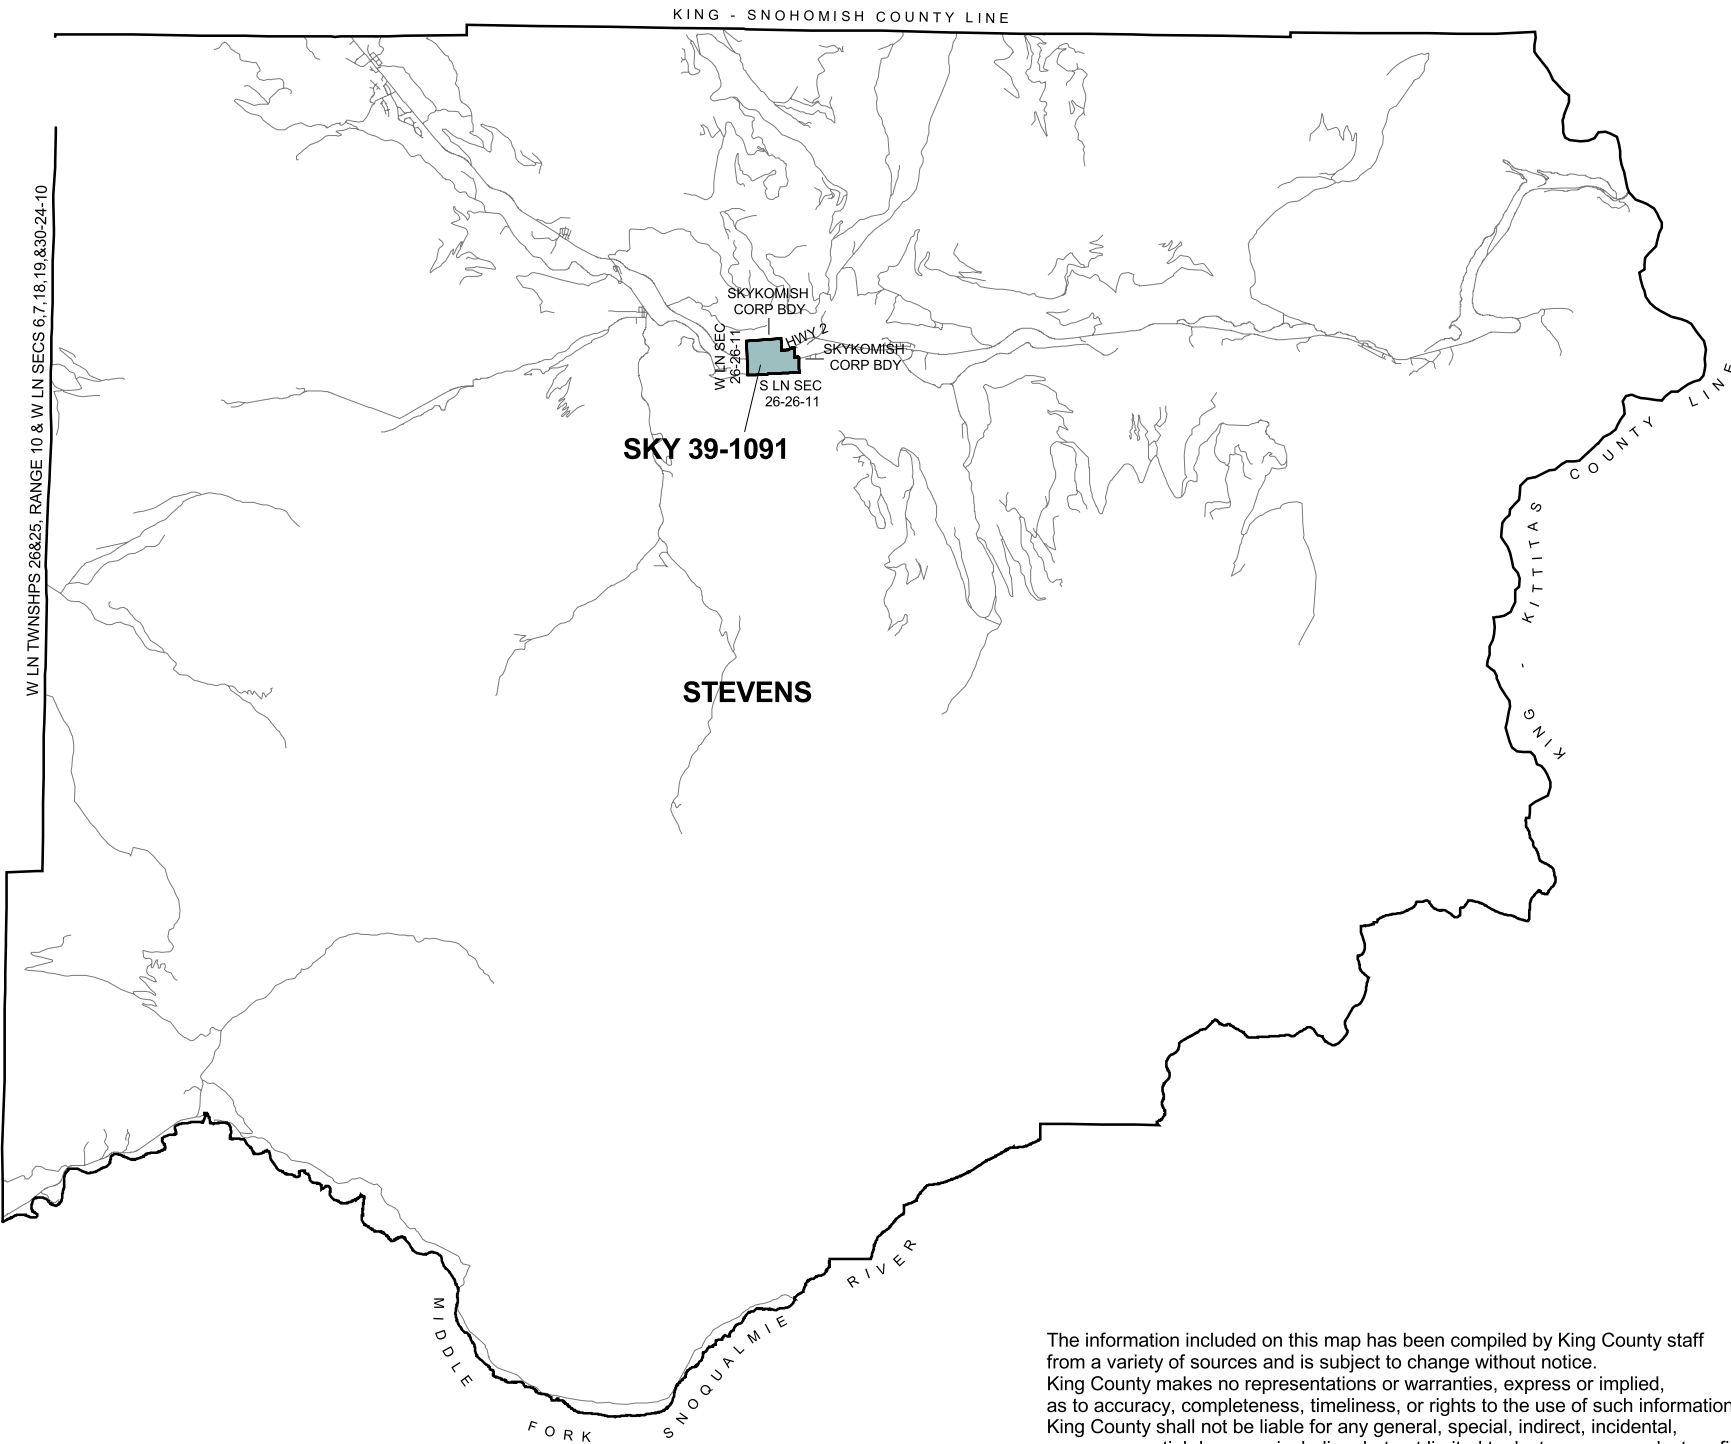 KING - SNOHOMISH COUNTY LINE
W LN TWNSHPS 26&25, RANGE 10 & W LN SECS 6,7,18,19,&30-24-10
SKYKOMISH
CORP BDY
HWY 2
W LN SEC
26-26-11
SKYKOMISH
CORP BDY
S LN SEC
26-26-11
SKY 39-1091
KING - KITTITAS COUNTY LINE
STEVENS
MIDDLE FORK SNOQUALMIE RIVER
The information included on this map has been compiled by King County staff
from a variety of sources and is subject to change without notice.
King County makes no representations or warranties, express or implied,
as to accuracy, completeness, timeliness, or rights to the use of such information
King County shall not be liable for any general, special, indirect, incidental,